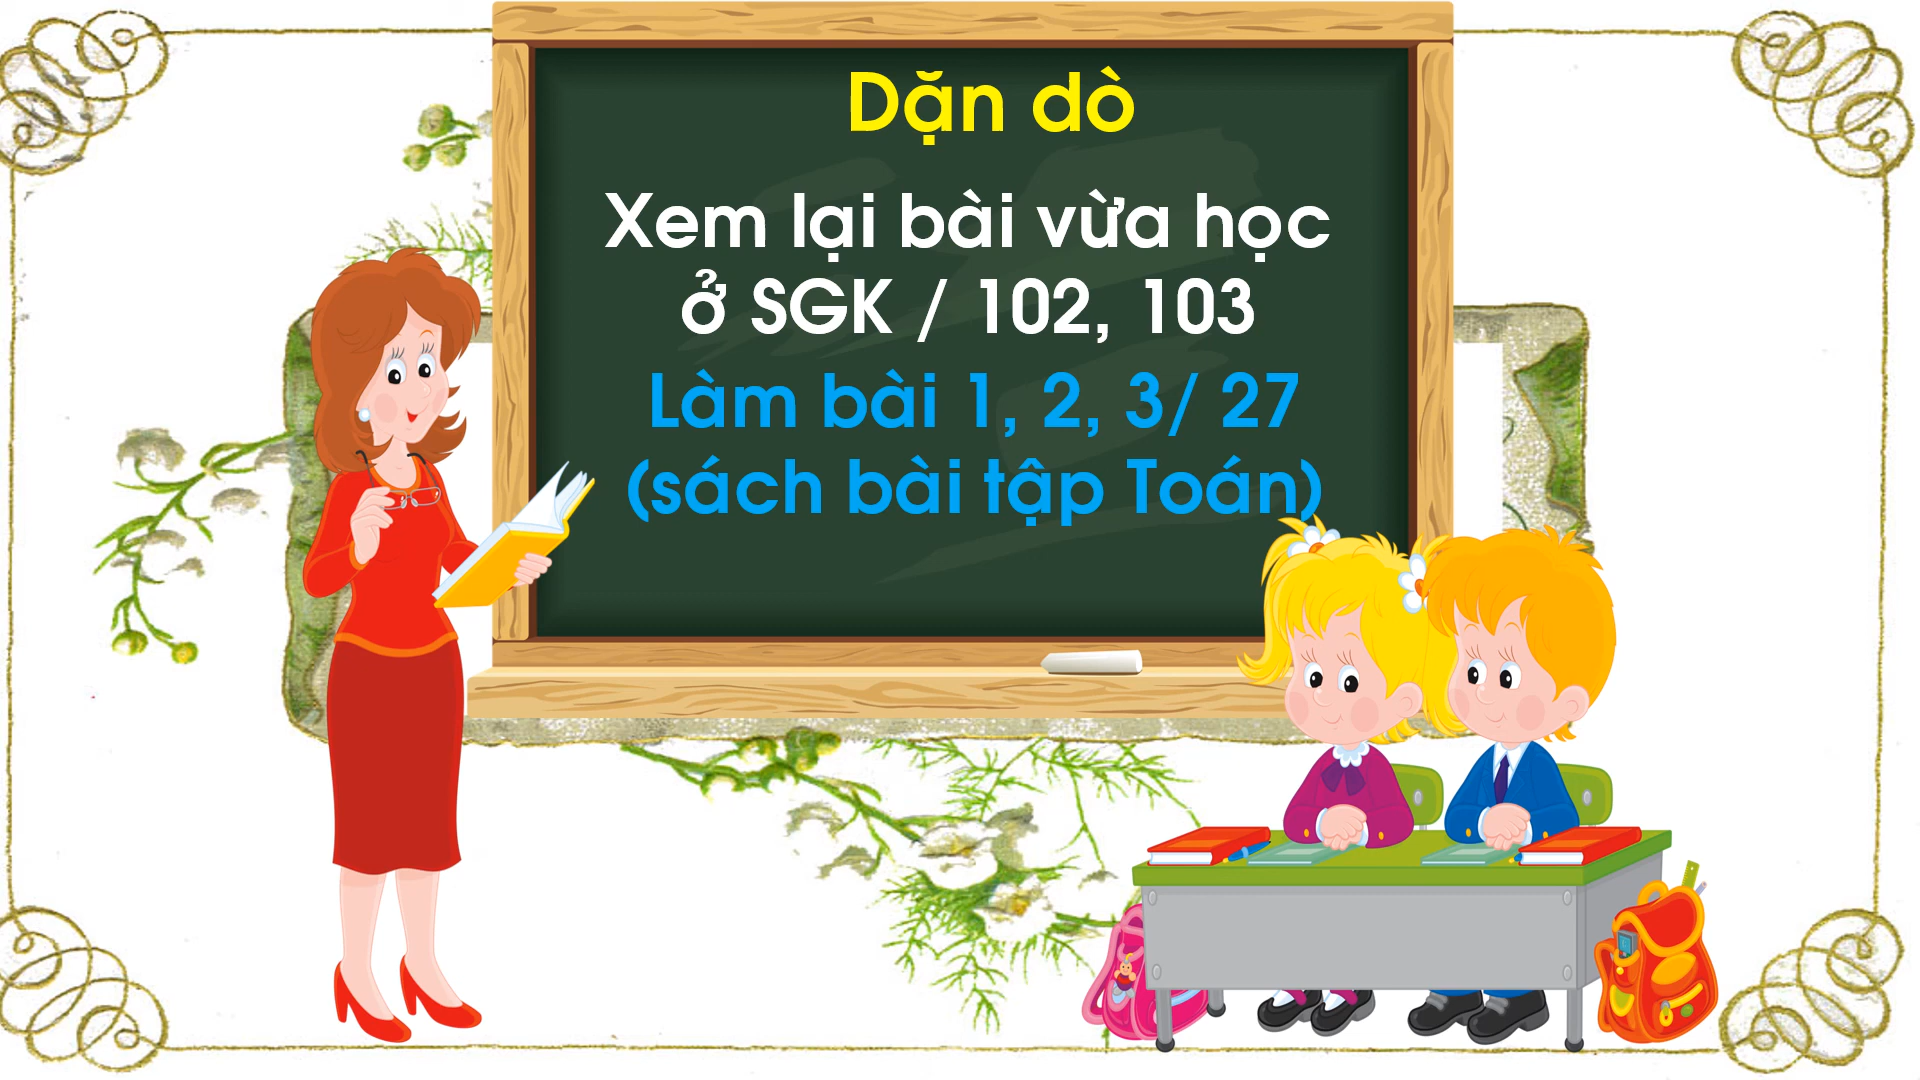 Dặn dò
Xem lại bài vừa học
ở SGK / 102, 103
Làm bài 1, 2, 3/ 27
(sách bài tập Toán)